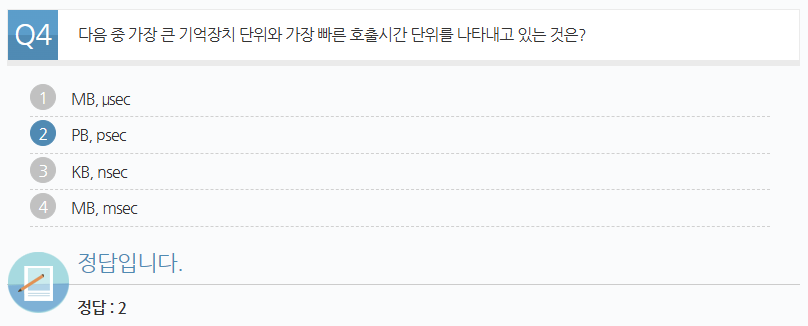 Q4 다음 중 가장 큰 기억장치 단위와 가장 빠른 호출시간 단위를 나타내고 있는 것은?
1 MB, μsec
2 PB, psec
3 KB, nsec
4 MB, msec
정답입니다.
정답 : 2